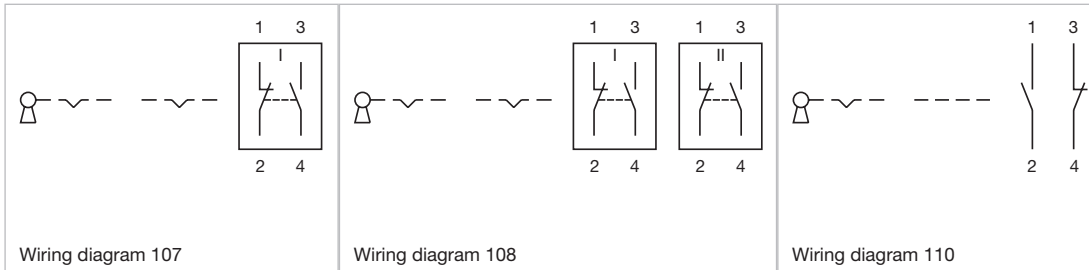 1 3
I
2 4
Wiring diagram 107
1 3 1 3
I II
2 4 2 4
Wiring diagram 108
1 3
2 4
Wiring diagram 110